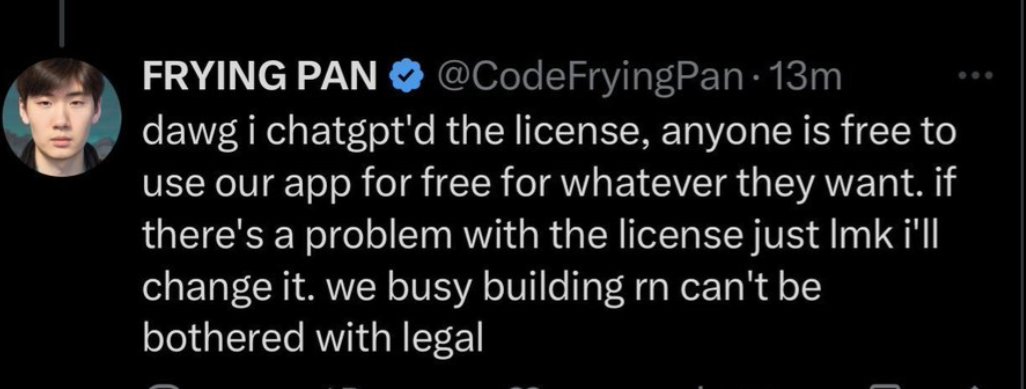 FRYING PAN @CodeFryingPan · 13m
dawg i chatgpt'd the license, anyone is free to
use our app for free for whatever they want. if
there's a problem with the license just lmk i'll
change it. we busy building rn can't be
bothered with legal